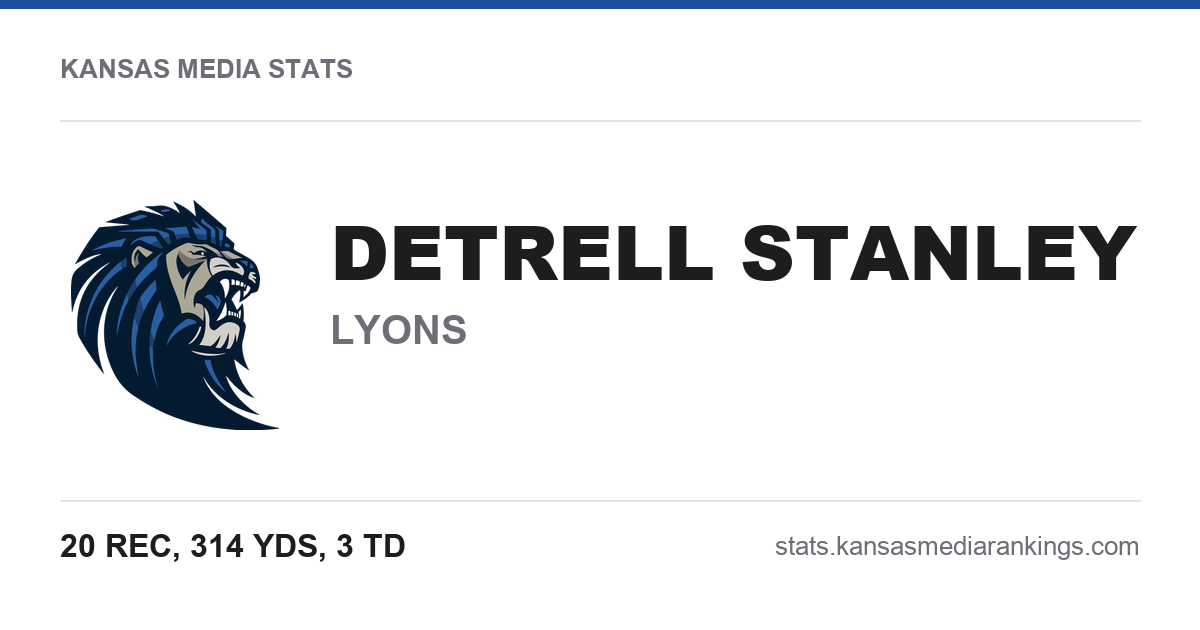 KANSAS MEDIA STATS
DETRELL STANLEY
LYONS
20 REC, 314 YDS, 3 TD
stats.kansasmediarankings.com